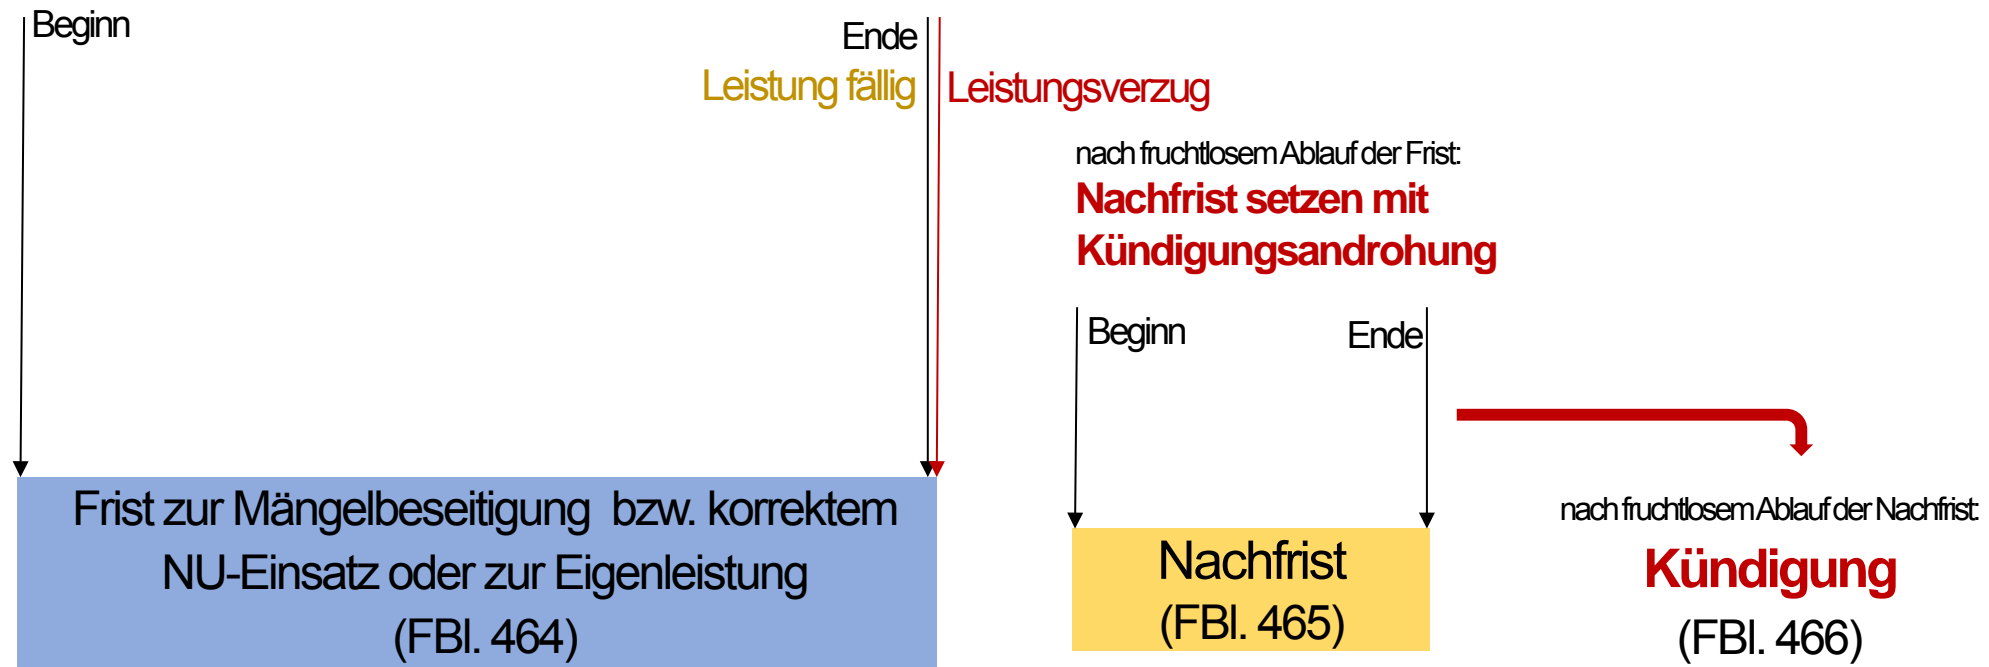 Beginn
Ende
Leistung fällig
Leistungsverzug
nach fruchtlosem Ablauf der Frist:
Nachfrist setzen mit
Kündigungsandrohung
Beginn
Ende
Frist zur Mängelbeseitigung bzw. korrektem
NU-Einsatz oder zur Eigenleistung
(FBl. 464)
Nachfrist
(FBl. 465)
nach fruchtlosem Ablauf der Nachfrist:
Kündigung
(FBl. 466)